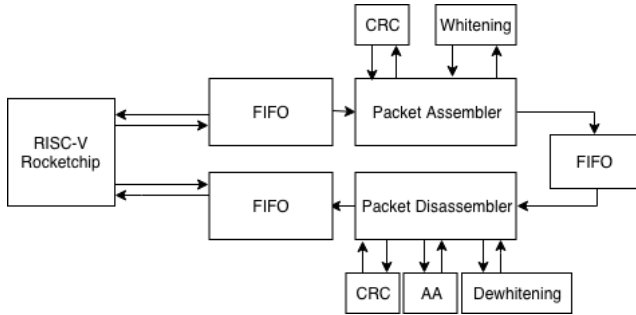 CRC
Whitening
RISC-V
Rocketchip
FIFO
Packet Assembler
FIFO
FIFO
Packet Disassembler
CRC
AA
Dewhitening